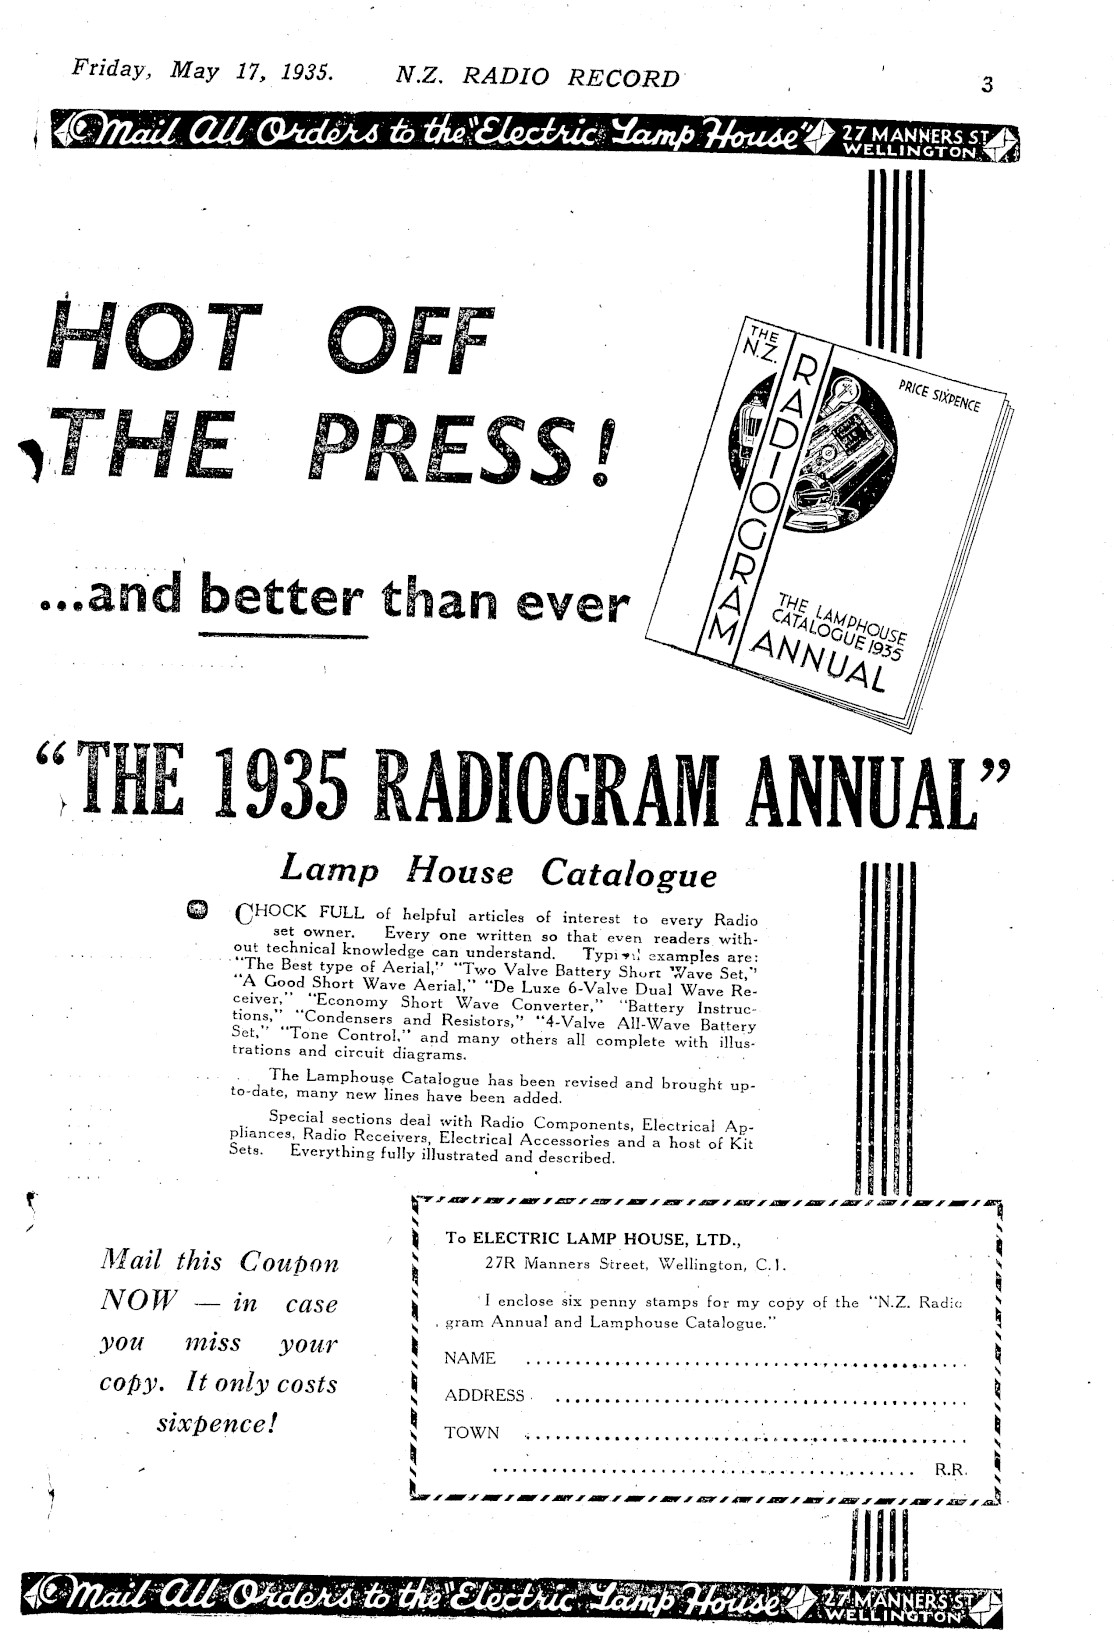 Friday, May 17, 1935. N.Z. RADIO RECORD 3
Mail All Orders to the "Electric Lamp House" 27 MANNERS ST. WELLINGTON
HOT OFF
THE PRESS!
...and better than ever
THE
N.Z.
RADIOGRAM
PRICE SIXPENCE
THE LAMPHOUSE
CATALOGUE 1935
ANNUAL
"THE 1935 RADIOGRAM ANNUAL"
Lamp House Catalogue
CHOCK FULL of helpful articles of interest to every Radio
set owner. Every one written so that even readers with-
out technical knowledge can understand. Typical examples are:
"The Best type of Aerial," "Two Valve Battery Short Wave Set,"
"A Good Short Wave Aerial," "De Luxe 6-Valve Dual Wave Re-
ceiver," "Economy Short Wave Converter," "Battery Instruc-
tions," "Condensers and Resistors," "4-Valve All-Wave Battery
Set," "Tone Control," and many others all complete with illus-
trations and circuit diagrams.
The Lamphouse Catalogue has been revised and brought up-
to-date, many new lines have been added.
Special sections deal with Radio Components, Electrical Ap-
pliances, Radio Receivers, Electrical Accessories and a host of Kit
Sets. Everything fully illustrated and described.
Mail this Coupon
NOW — in case
you miss your
copy. It only costs
sixpence!
To ELECTRIC LAMP HOUSE, LTD.,
27R Manners Street, Wellington, C.1.
I enclose six penny stamps for my copy of the "N.Z. Radio
gram Annual and Lamphouse Catalogue."
NAME ..........
ADDRESS ..........
TOWN ..........
.......... R.R.
Mail All Orders to the "Electric Lamp House" 27 MANNERS ST WELLINGTON